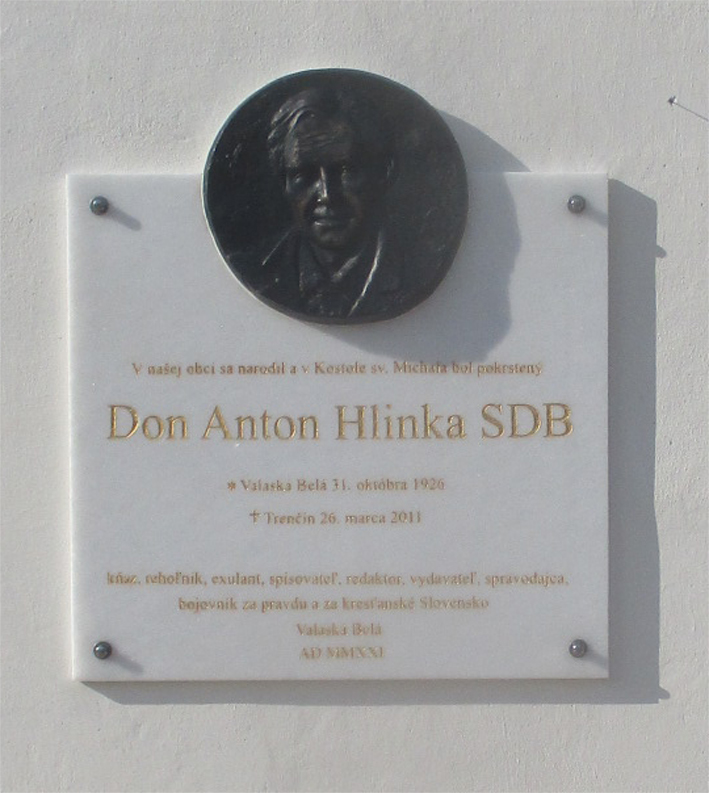 V našej obci sa narodil a v Kostole sv. Michala bol pokrstený
Don Anton Hlinka SDB
* Valaská Belá 31. októbra 1926
✝ Trenčín 26. marca 2011
kňaz, rehoľník, exulant, spisovateľ, redaktor, vydavateľ, spravodajca,
bojovník za pravdu a za kresťanské Slovensko
Valaská Belá
AD MMXXI